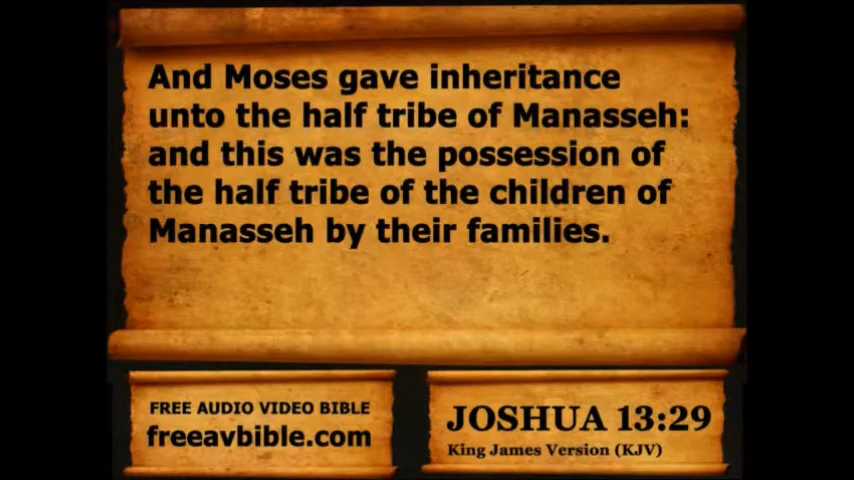 And Moses gave inheritance
unto the half tribe of Manasseh:
and this was the possession of
the half tribe of the children of
Manasseh by their families.
FREE AUDIO VIDEO BIBLE
freeavbible.com
JOSHUA 13:29
King James Version (KJV)